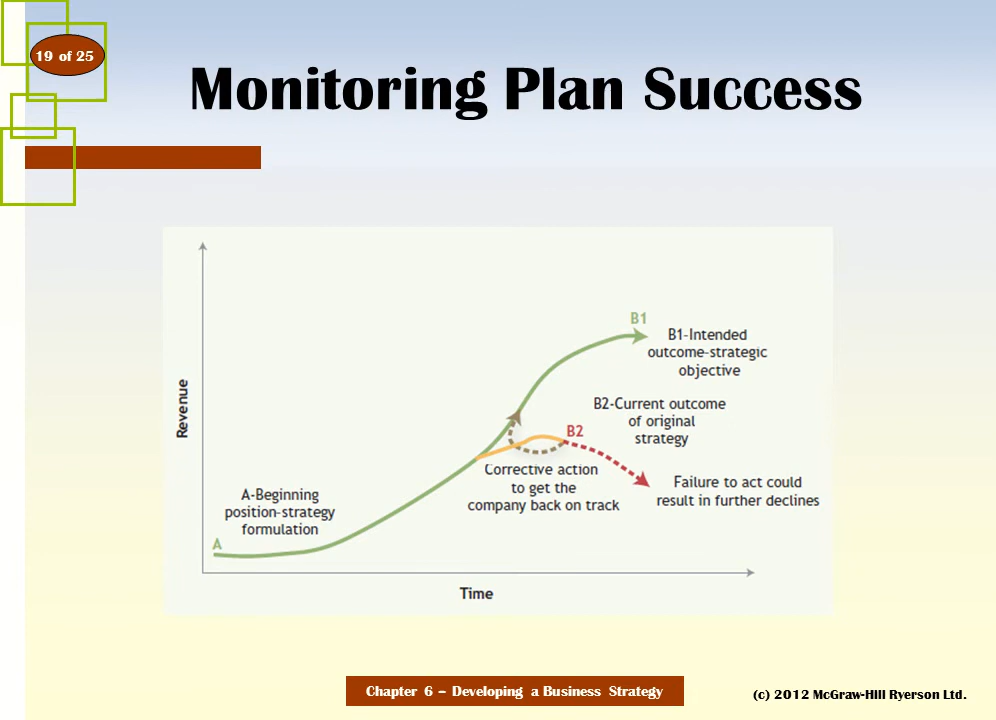 19 of 25
Monitoring Plan Success
B1
B1-Intended
outcome-strategic
objective
B2-Current outcome
of original
strategy
B2
Revenue
Corrective action
to get the
company back on track
Failure to act could
result in further declines
A-Beginning
position-strategy
formulation
A
Time
Chapter 6 – Developing a Business Strategy
(c) 2012 McGraw-Hill Ryerson Ltd.